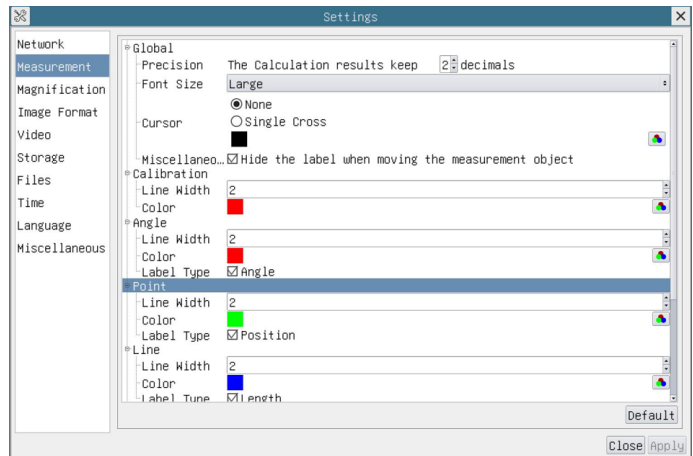 Settings
Network
Measurement
Magnification
Image Format
Video
Storage
Files
Time
Language
Miscellaneous
Global
Precision The Calculation results keep 2 decimals
Font Size Large
Cursor
None
Single Cross
Miscellaneo... Hide the label when moving the measurement object
Calibration
Line Width 2
Color
Angle
Line Width 2
Color
Label Type Angle
Point
Line Width 2
Color
Label Type Position
Line
Line Width 2
Color
Label Type Length
Default
Close Apply